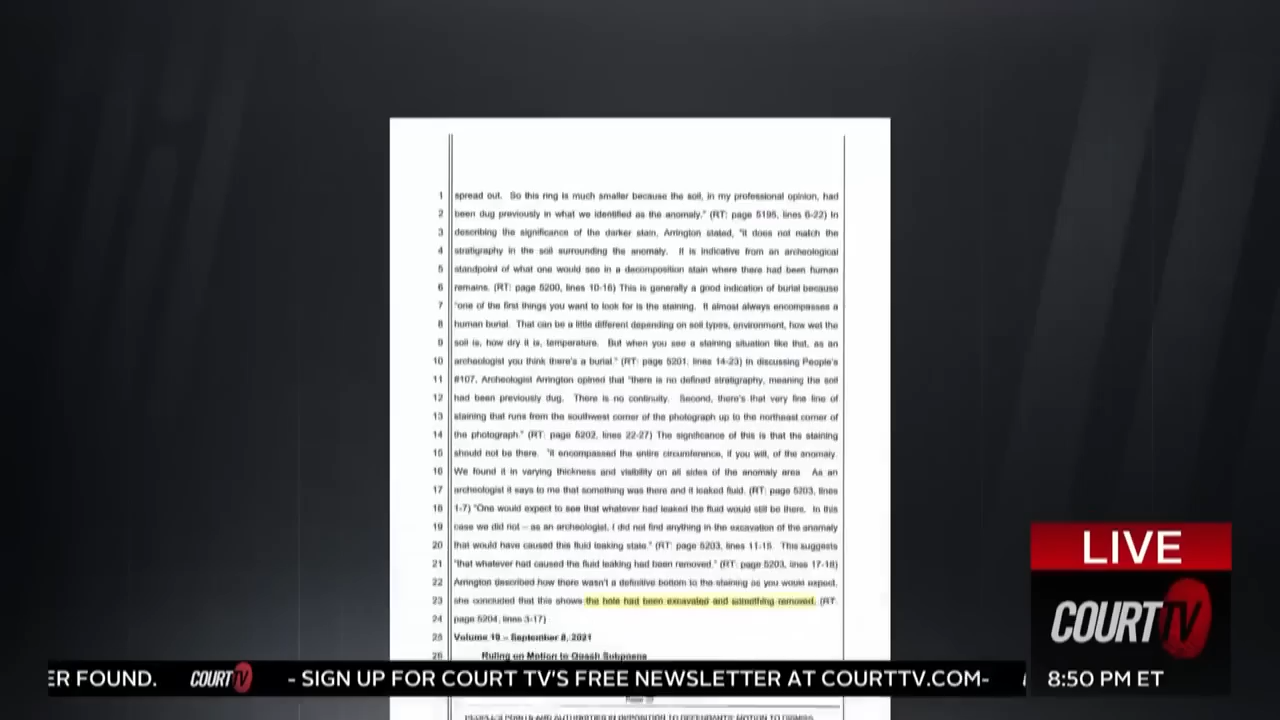 1 spread out. So this ring is much smaller because the soil, in my professional opinion, had
2 been dug previously in what we identified as the anomaly." (RT: page 5195, lines 6-22) In
3 describing the significance of the darker stain, Arrington stated, "it does not match the
4 stratigraphy in the soil surrounding the anomaly. It is indicative from an archeological
5 standpoint of what one would see in a decomposition stain where there had been human
6 remains. (RT: page 5200, lines 10-16) This is generally a good indication of burial because
7 "one of the first things you want to look for is the staining. It almost always encompasses a
8 human burial. That can be a little different depending on soil types, environment, how wet the
9 soil is, how dry it is, temperature. But when you see a staining situation like that, as an
10 archeologist you think there's a burial." (RT: page 5201, lines 14-23) In discussing People's
11 #107, Archeologist Arrington opined that "there is no defined stratigraphy, meaning the soil
12 had been previously dug. There is no continuity. Second, there's that very fine line of
13 staining that runs from the southwest corner of the photograph up to the northeast corner of
14 the photograph." (RT: page 5202, lines 22-27) The significance of this is that the staining
15 should not be there. "it encompassed the entire circumference, if you will, of the anomaly.
16 We found it in varying thickness and visibility on all sides of the anomaly area. As an
17 archeologist it says to me that something was there and it leaked fluid. (RT: page 5203, lines
18 1-7) "One would expect to see that whatever had leaked the fluid would still be there. In this
19 case we did not – as an archeologist, I did not find anything in the excavation of the anomaly
20 that would have caused this fluid leaking state." (RT: page 5203, lines 11-15. This suggests
21 "that whatever had caused the fluid leaking had been removed." (RT: page 5203, lines 17-18)
22 Arrington described how there wasn't a definitive bottom to the staining as you would expect,
23 she concluded that this shows the hole had been excavated and something removed. (RT:
24 page 5204, lines 3-17)
25 Volume 19 – September 8, 2021
26 Ruling on Motion to Quash Subpoena
PEOPLE'S POINTS AND AUTHORITIES IN OPPOSITION TO DEFENDANTS' MOTION TO DISMISS
LIVE
COURT TV
ER FOUND. COURT TV - SIGN UP FOR COURT TV'S FREE NEWSLETTER AT COURTTV.COM-
8:50 PM ET